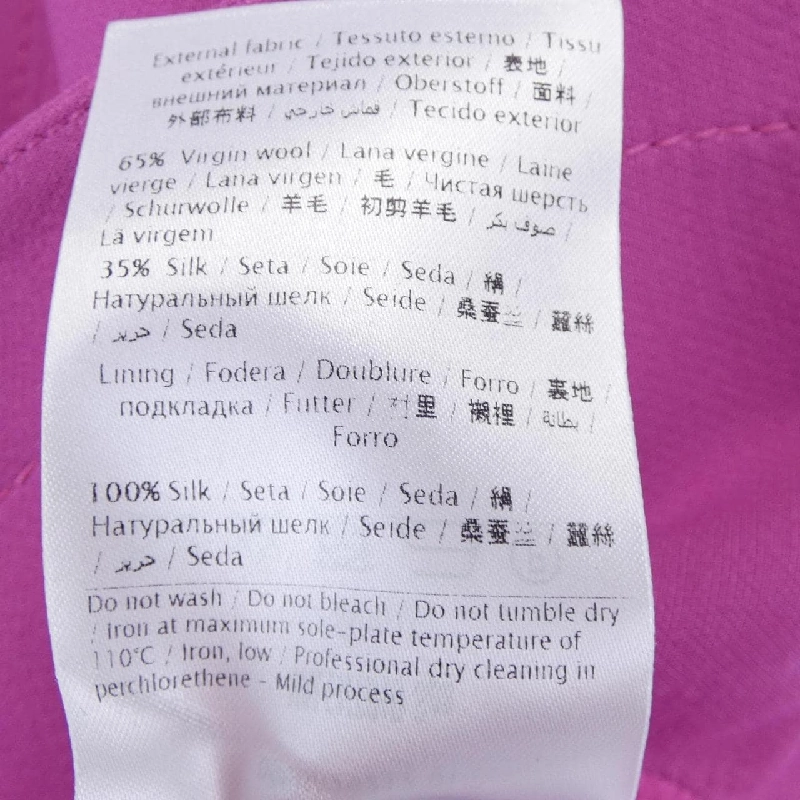 External fabric / Tessuto esterno / Tissu
extérieur / Tejido exterior / 表地 /
внешний материал / Oberstoff / 面料 /
外部布料 / قماش خارجي / Tecido exterior
65% Virgin wool / Lana vergine / Laine
vierge / Lana virgen / 毛 / Чистая шерсть
/ Schurwolle / 羊毛 / 初剪羊毛 / صوف بكر /
Lã virgem
35% Silk / Seta / Soie / Seda / 絹 /
Натуральный шелк / Seide / 桑蚕丝 / 蠶絲
/ حرير / Seda
Lining / Fodera / Doublure / Forro / 裏地 /
подкладка / Futter / 衬里 / 襯裡 / بطانة /
Forro
100% Silk / Seta / Soie / Seda / 絹 /
Натуральный шелк / Seide / 桑蚕丝 / 蠶絲
/ حرير / Seda
Do not wash / Do not bleach / Do not tumble dry
/ Iron at maximum sole-plate temperature of
110°C / Iron, low / Professional dry cleaning in
perchlorethene - Mild process